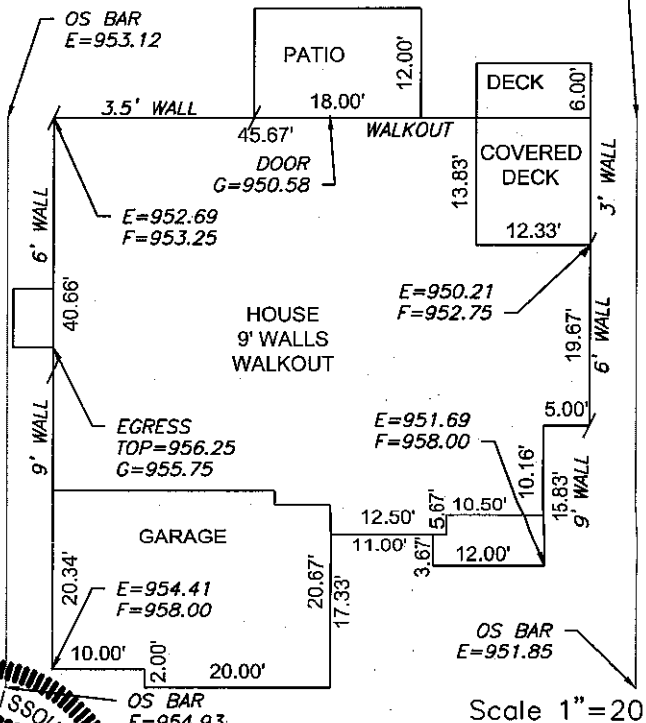 OS BAR
E=953.12
PATIO
12.00'
DECK
6.00'
3.5' WALL
18.00'
45.67'
WALKOUT
DOOR
G=950.58
13.83'
COVERED
DECK
3' WALL
12.33'
6' WALL
E=952.69
F=953.25
40.66'
HOUSE
9' WALLS
WALKOUT
E=950.21
F=952.75
19.67'
6' WALL
9' WALL
EGRESS
TOP=956.25
G=955.75
E=951.69
F=958.00
5.00'
10.16'
15.83'
9' WALL
GARAGE
12.50'
5.67'
10.50'
11.00'
3.67'
12.00'
20.34'
20.67'
17.33'
E=954.41
F=958.00
10.00'
2.00'
20.00'
OS BAR
E=951.85
OS BAR
E=954.93
SSOU
Scale 1"=20